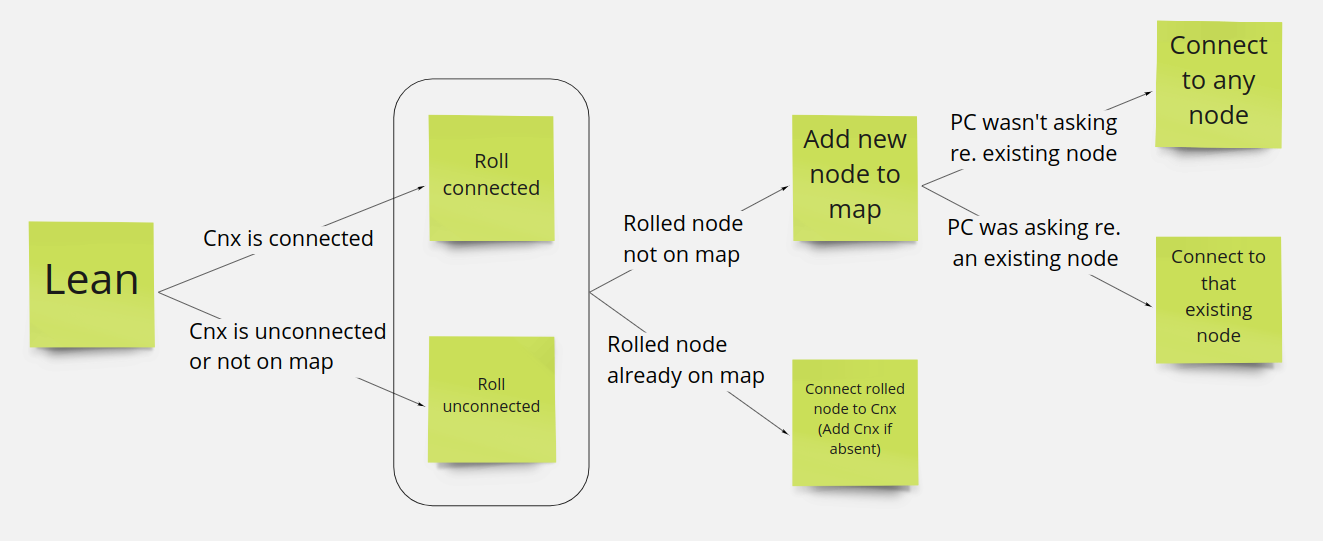 Lean
Cnx is connected
Cnx is unconnected
or not on map
Roll
connected
Roll
unconnected
Rolled node
not on map
Rolled node
already on map
Add new
node to
map
Connect rolled
node to Cnx
(Add Cnx if
absent)
PC wasn't asking
re. existing node
PC was asking re.
an existing node
Connect
to any
node
Connect to
that
existing
node